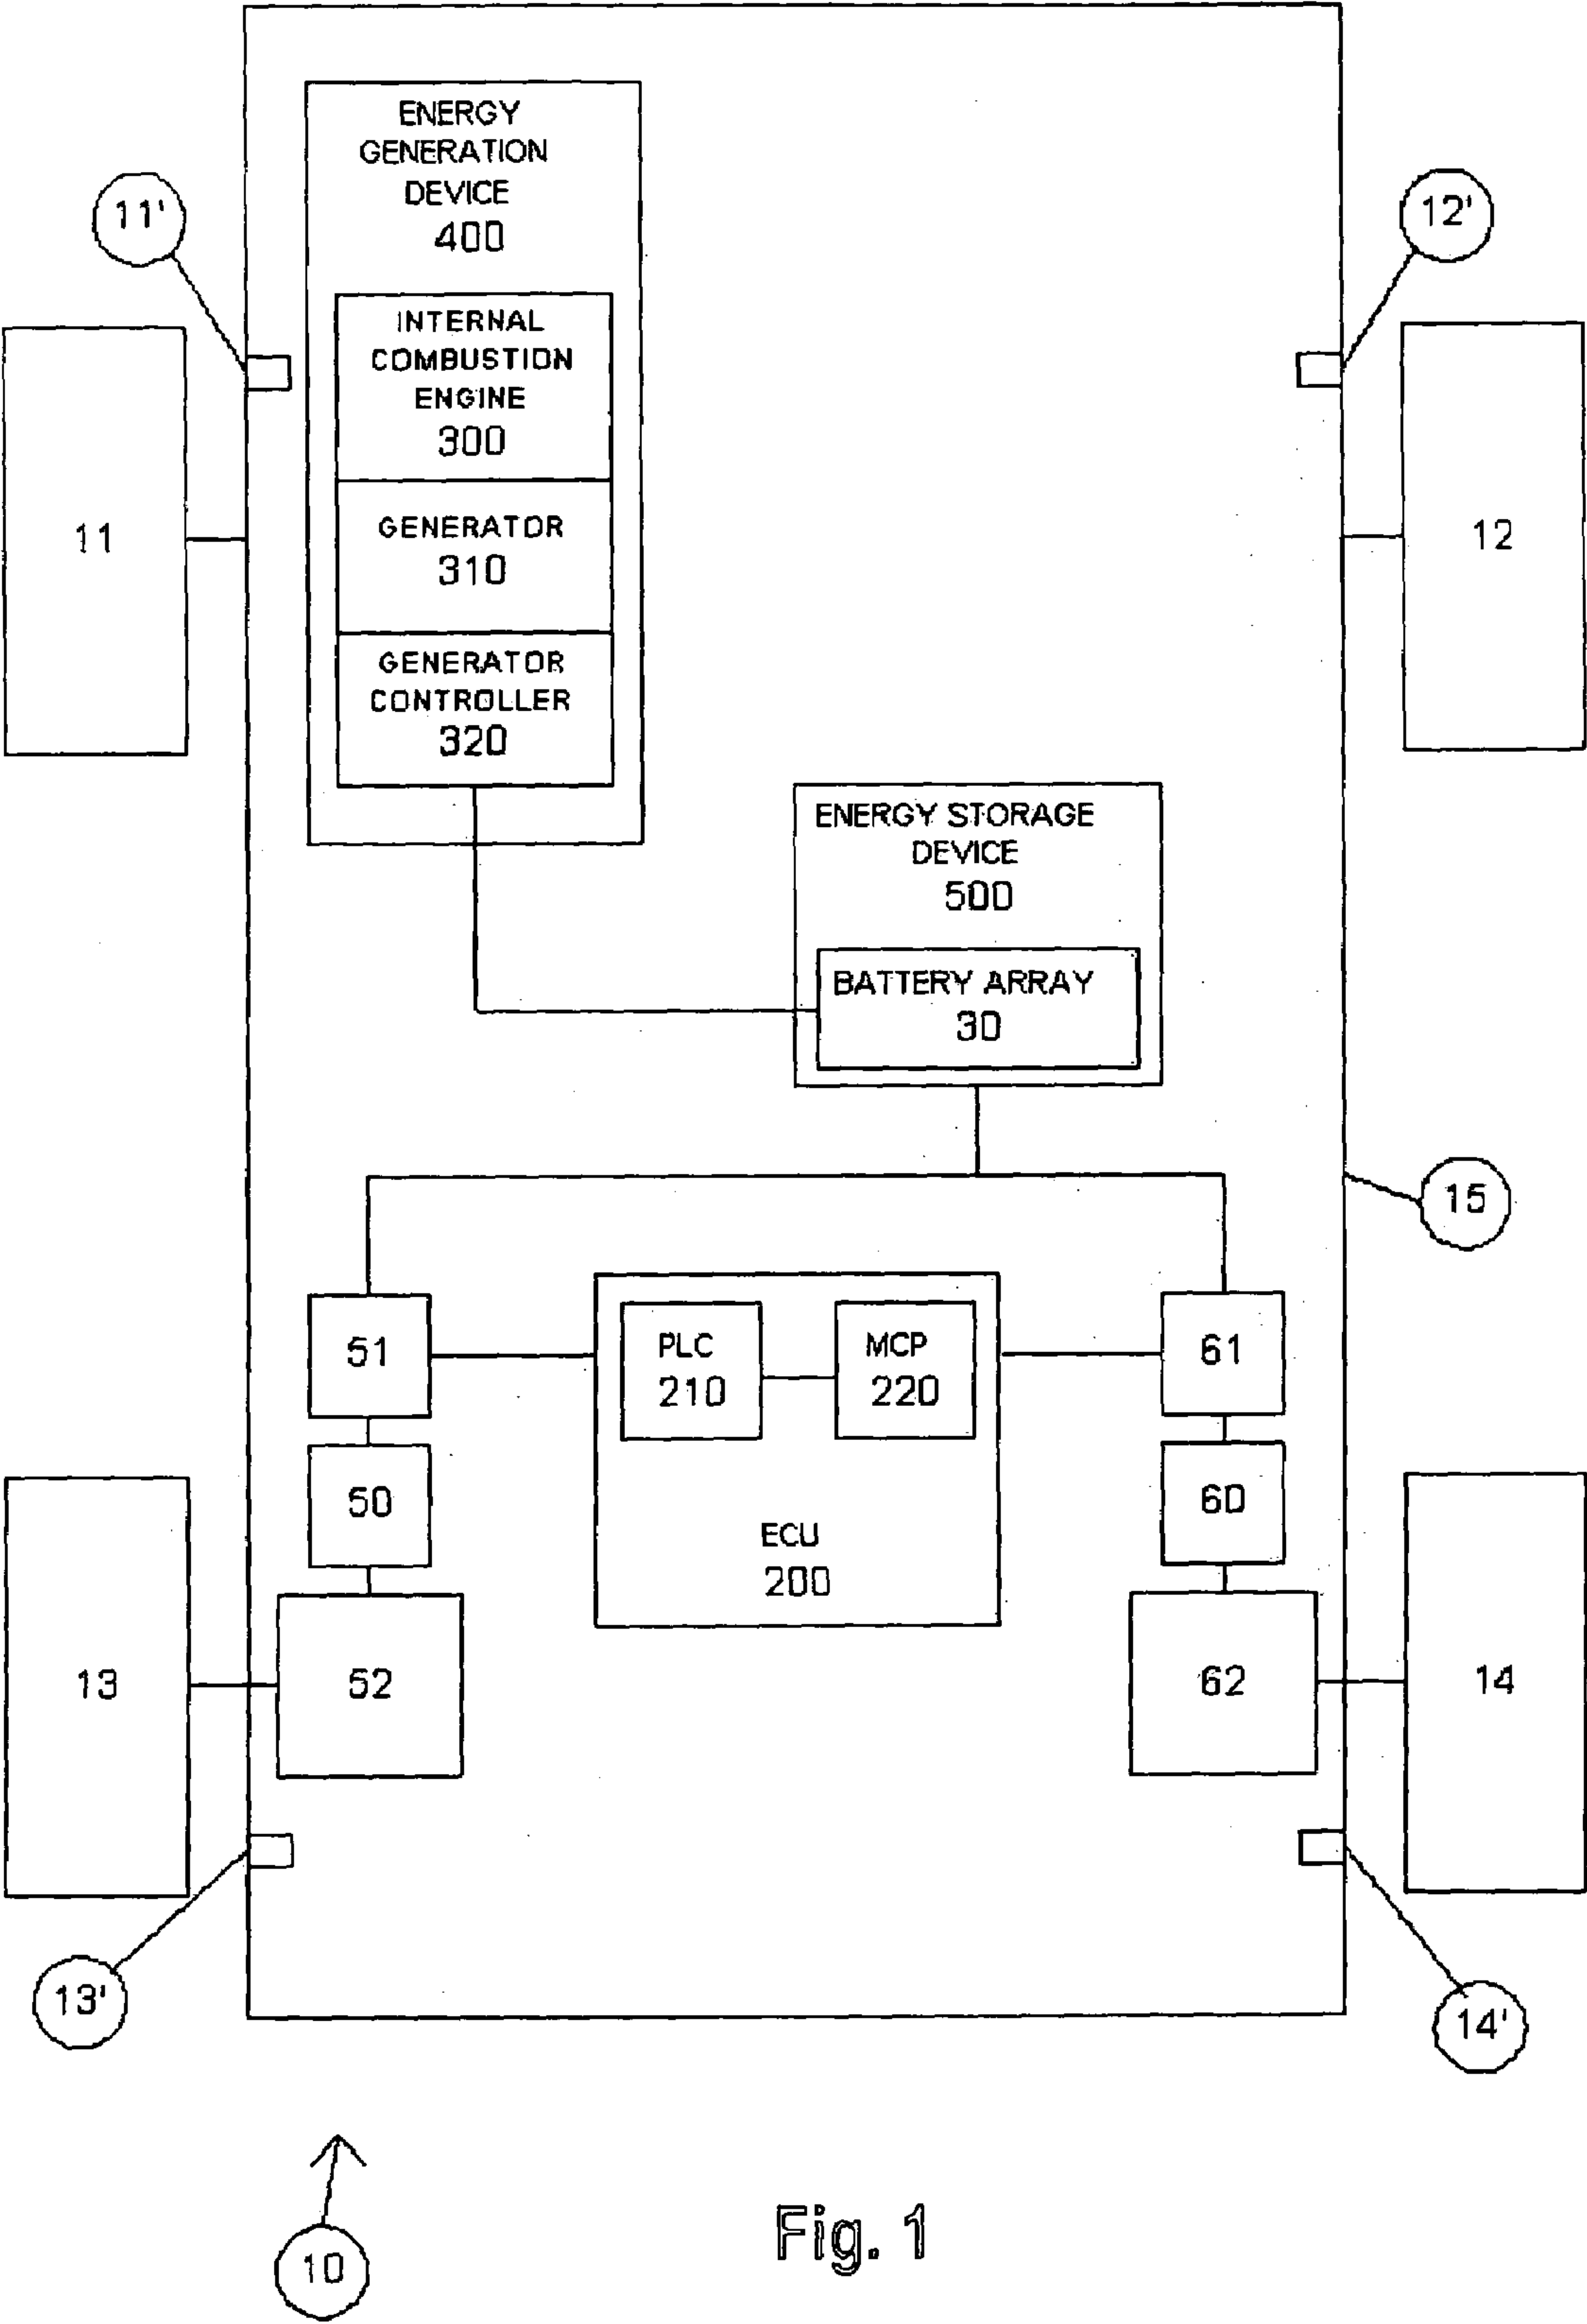 ENERGY
GENERATION
DEVICE
400
11'
12'
INTERNAL
COMBUSTION
ENGINE
300
11
GENERATOR
310
12
GENERATOR
CONTROLLER
320
ENERGY STORAGE
DEVICE
500
BATTERY ARRAY
30
15
51
PLC
210
MCP
220
61
50
60
ECU
200
13
52
62
14
13'
14'
10
Fig. 1